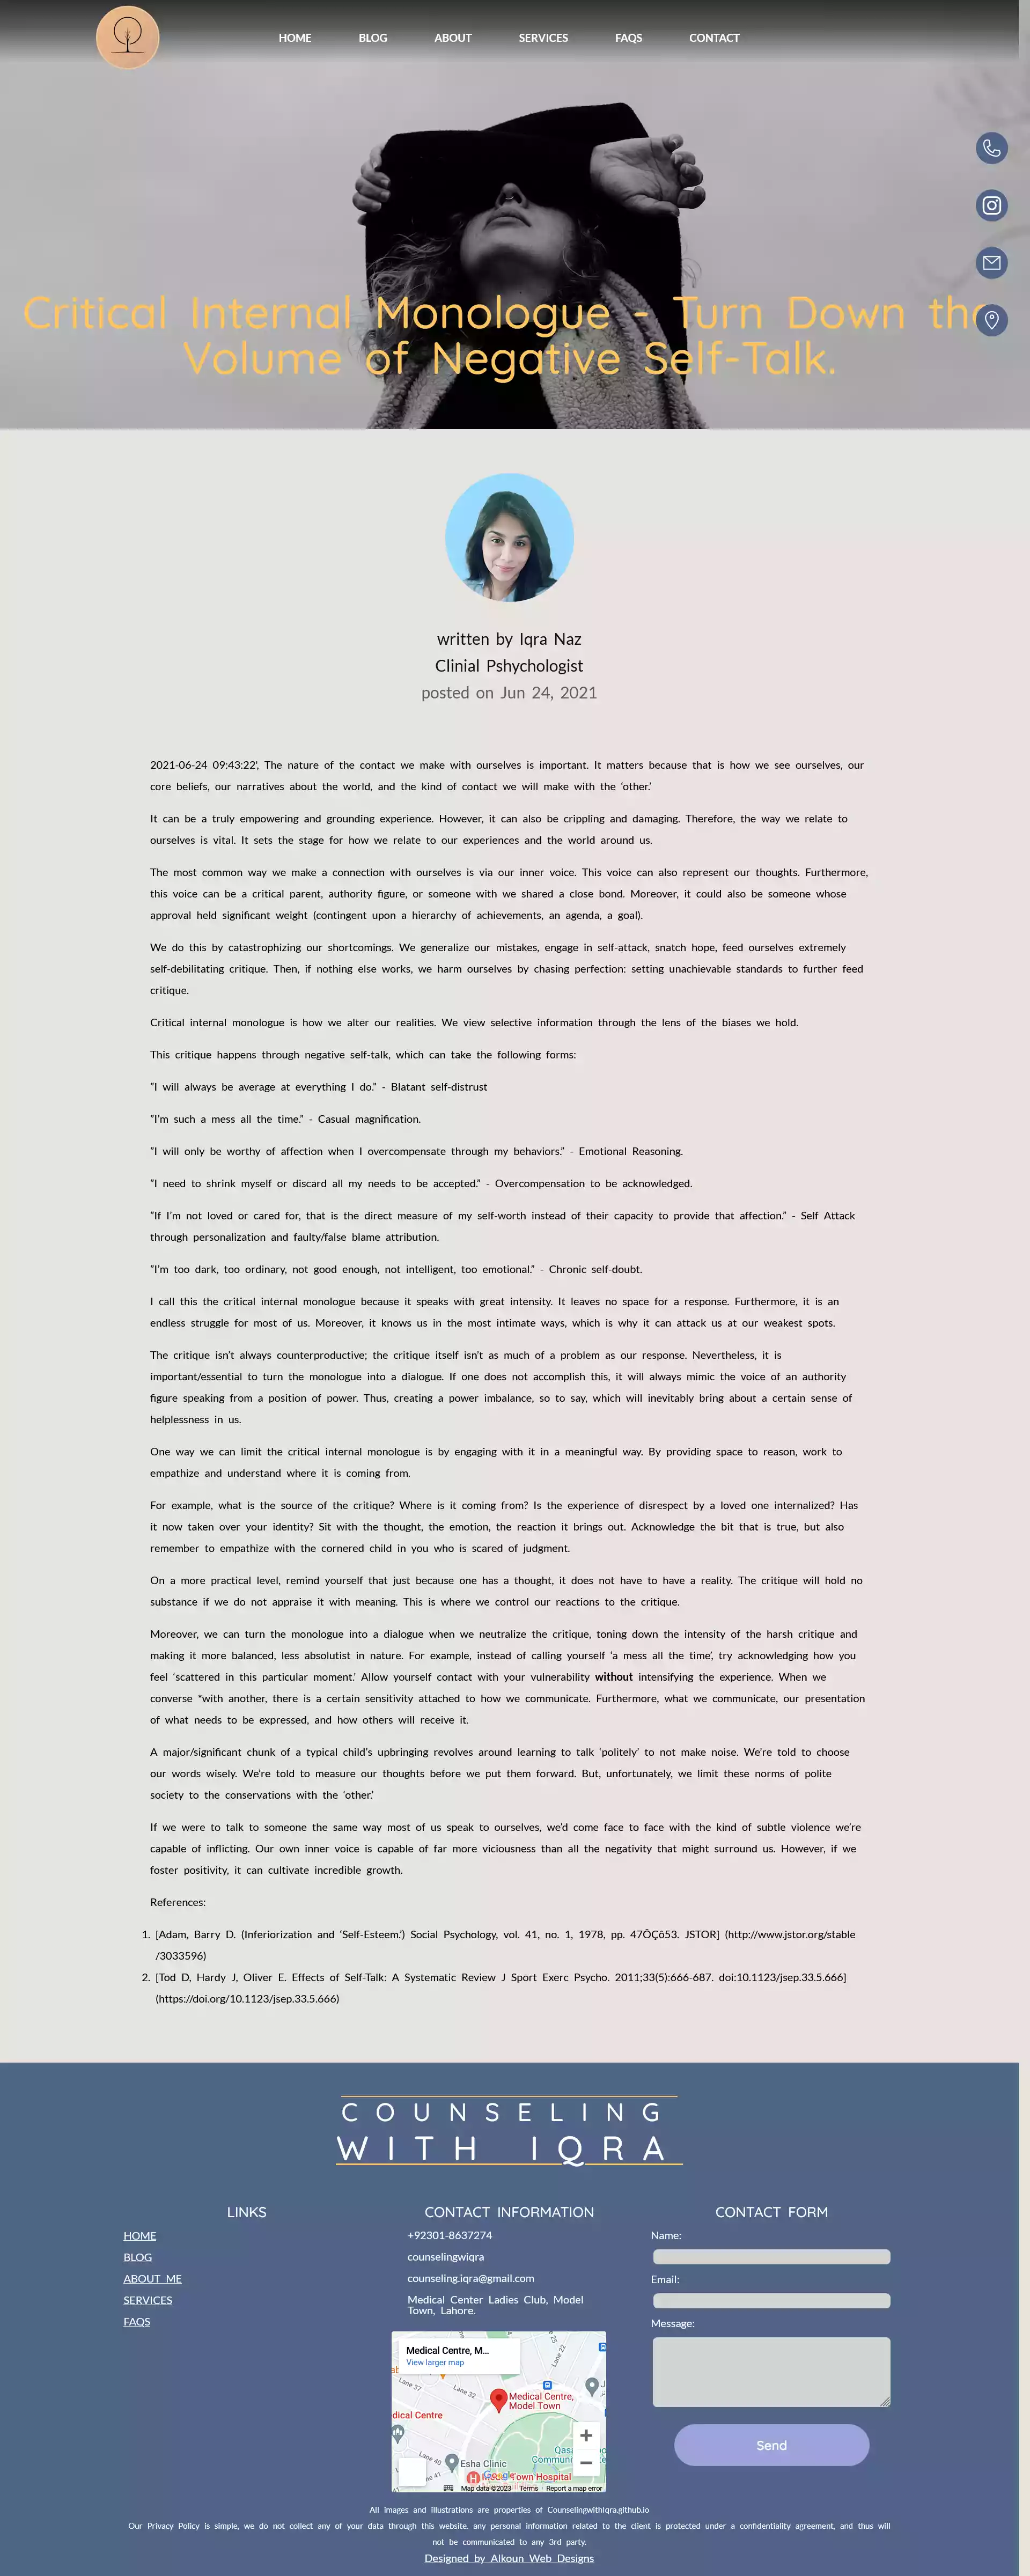 HOME BLOG ABOUT SERVICES FAQS CONTACT
Critical Internal Monologue - Turn Down the
Volume of Negative Self-Talk.
written by Iqra Naz
Clinial Pshychologist
posted on Jun 24, 2021
2021-06-24 09:43:22', The nature of the contact we make with ourselves is important. It matters because that is how we see ourselves, our
core beliefs, our narratives about the world, and the kind of contact we will make with the ‘other.’
It can be a truly empowering and grounding experience. However, it can also be crippling and damaging. Therefore, the way we relate to
ourselves is vital. It sets the stage for how we relate to our experiences and the world around us.
The most common way we make a connection with ourselves is via our inner voice. This voice can also represent our thoughts. Furthermore,
this voice can be a critical parent, authority figure, or someone with we shared a close bond. Moreover, it could also be someone whose
approval held significant weight (contingent upon a hierarchy of achievements, an agenda, a goal).
We do this by catastrophizing our shortcomings. We generalize our mistakes, engage in self-attack, snatch hope, feed ourselves extremely
self-debilitating critique. Then, if nothing else works, we harm ourselves by chasing perfection: setting unachievable standards to further feed
critique.
Critical internal monologue is how we alter our realities. We view selective information through the lens of the biases we hold.
This critique happens through negative self-talk, which can take the following forms:
”I will always be average at everything I do.” - Blatant self-distrust
”I’m such a mess all the time.” - Casual magnification.
”I will only be worthy of affection when I overcompensate through my behaviors.” - Emotional Reasoning.
”I need to shrink myself or discard all my needs to be accepted.” - Overcompensation to be acknowledged.
”If I’m not loved or cared for, that is the direct measure of my self-worth instead of their capacity to provide that affection.” - Self Attack
through personalization and faulty/false blame attribution.
”I’m too dark, too ordinary, not good enough, not intelligent, too emotional.” - Chronic self-doubt.
I call this the critical internal monologue because it speaks with great intensity. It leaves no space for a response. Furthermore, it is an
endless struggle for most of us. Moreover, it knows us in the most intimate ways, which is why it can attack us at our weakest spots.
The critique isn’t always counterproductive; the critique itself isn’t as much of a problem as our response. Nevertheless, it is
important/essential to turn the monologue into a dialogue. If one does not accomplish this, it will always mimic the voice of an authority
figure speaking from a position of power. Thus, creating a power imbalance, so to say, which will inevitably bring about a certain sense of
helplessness in us.
One way we can limit the critical internal monologue is by engaging with it in a meaningful way. By providing space to reason, work to
empathize and understand where it is coming from.
For example, what is the source of the critique? Where is it coming from? Is the experience of disrespect by a loved one internalized? Has
it now taken over your identity? Sit with the thought, the emotion, the reaction it brings out. Acknowledge the bit that is true, but also
remember to empathize with the cornered child in you who is scared of judgment.
On a more practical level, remind yourself that just because one has a thought, it does not have to have a reality. The critique will hold no
substance if we do not appraise it with meaning. This is where we control our reactions to the critique.
Moreover, we can turn the monologue into a dialogue when we neutralize the critique, toning down the intensity of the harsh critique and
making it more balanced, less absolutist in nature. For example, instead of calling yourself ‘a mess all the time’, try acknowledging how you
feel ‘scattered in this particular moment.’ Allow yourself contact with your vulnerability without intensifying the experience. When we
converse *with another, there is a certain sensitivity attached to how we communicate. Furthermore, what we communicate, our presentation
of what needs to be expressed, and how others will receive it.
A major/significant chunk of a typical child’s upbringing revolves around learning to talk ‘politely’ to not make noise. We’re told to choose
our words wisely. We’re told to measure our thoughts before we put them forward. But, unfortunately, we limit these norms of polite
society to the conservations with the ‘other.’
If we were to talk to someone the same way most of us speak to ourselves, we’d come face to face with the kind of subtle violence we’re
capable of inflicting. Our own inner voice is capable of far more viciousness than all the negativity that might surround us. However, if we
foster positivity, it can cultivate incredible growth.
References:
1. [Adam, Barry D. (Inferiorization and ‘Self-Esteem.’) Social Psychology, vol. 41, no. 1, 1978, pp. 47ÔÇô53. JSTOR] (http://www.jstor.org/stable
/3033596)
2. [Tod D, Hardy J, Oliver E. Effects of Self-Talk: A Systematic Review J Sport Exerc Psycho. 2011;33(5):666-687. doi:10.1123/jsep.33.5.666]
(https://doi.org/10.1123/jsep.33.5.666)
COUNSELING
WITH IQRA
LINKS
HOME
BLOG
ABOUT ME
SERVICES
FAQS
CONTACT INFORMATION
+92301-8637274
counselingwiqra
counseling.iqra@gmail.com
Medical Center Ladies Club, Model
Town, Lahore.
Medical Centre, M...
View larger map
Lane 22
Lane 37
Lane 32
Medical Centre,
Model Town
dical Centre
Lane 40
Esha Clinic
Town Hospital
Google
Map data ©2023 Terms Report a map error
CONTACT FORM
Name:
Email:
Message:
Send
All images and illustrations are properties of CounselingwithIqra.github.io
Our Privacy Policy is simple, we do not collect any of your data through this website. any personal information related to the client is protected under a confidentiality agreement, and thus will
not be communicated to any 3rd party.
Designed by Alkoun Web Designs